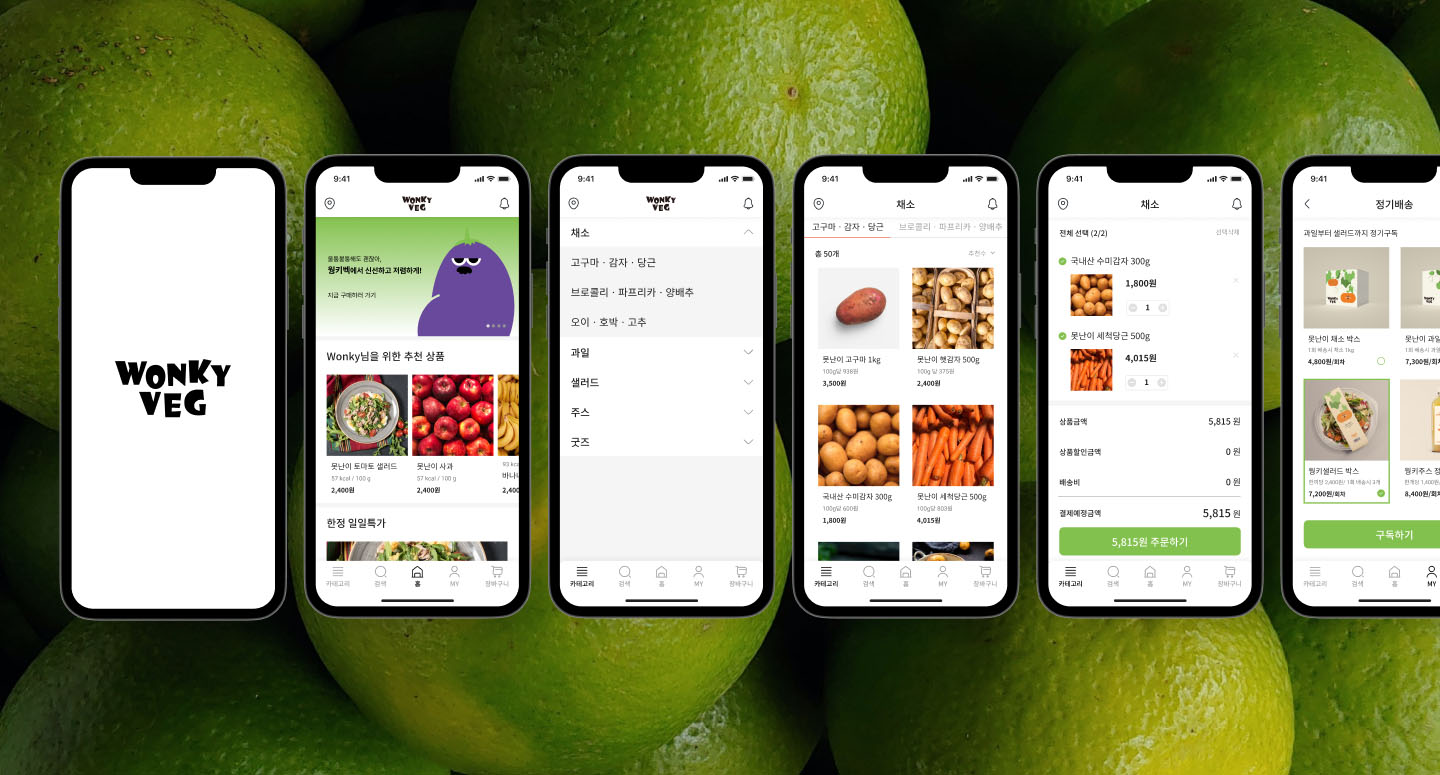 WONKY
VEG
9:41
WONKY
VEG
울퉁불퉁해도 괜찮아,
웡키벡에서 신선하고 저렴하게!
지금 구매하러 가기
Wonky님을 위한 추천 상품
못난이 토마토 샐러드
57 kcal / 100 g
2,400원
못난이 사과
57 kcal / 100 g
2,400원
93 kc
바나
2,40
한정 일일특가
카테고리
검색
홈
MY
장바구니
9:41
WONKY
VEG
채소
고구마 · 감자 · 당근
브로콜리 · 파프리카 · 양배추
오이 · 호박 · 고추
과일
샐러드
주스
굿즈
카테고리
검색
홈
MY
장바구니
9:41
채소
고구마 · 감자 · 당근
브로콜리 · 파프리카 · 양배추
총 50개
추천수
못난이 고구마 1kg
100g당 938원
3,500원
못난이 햇감자 500g
100g 당 375원
2,400원
국내산 수미감자 300g
100g당 600원
1,800원
못난이 세척당근 500g
100g당 803원
4,015원
카테고리
검색
홈
MY
장바구니
9:41
채소
전체 선택 (2/2)
선택삭제
국내산 수미감자 300g
1,800원
1
못난이 세척당근 500g
4,015원
1
상품금액
5,815 원
상품할인금액
0 원
배송비
0 원
결제예정금액
5,815 원
5,815원 주문하기
카테고리
검색
홈
MY
장바구니
9:41
정기배송
과일부터 샐러드까지 정기구독
WONKY
VEG
못난이 채소 박스
1회 배송시 채소 1kg
4,800원/회차
못난이 과일
1회 배송시 과일
7,300원/회차
웡키샐러드 박스
한끼당 2,400원/ 1회 배송시 3개
7,200원/회차
웡키주스 정
한개당 1,400원/
8,400원/회차
구독하기
카테고리
검색
홈
MY